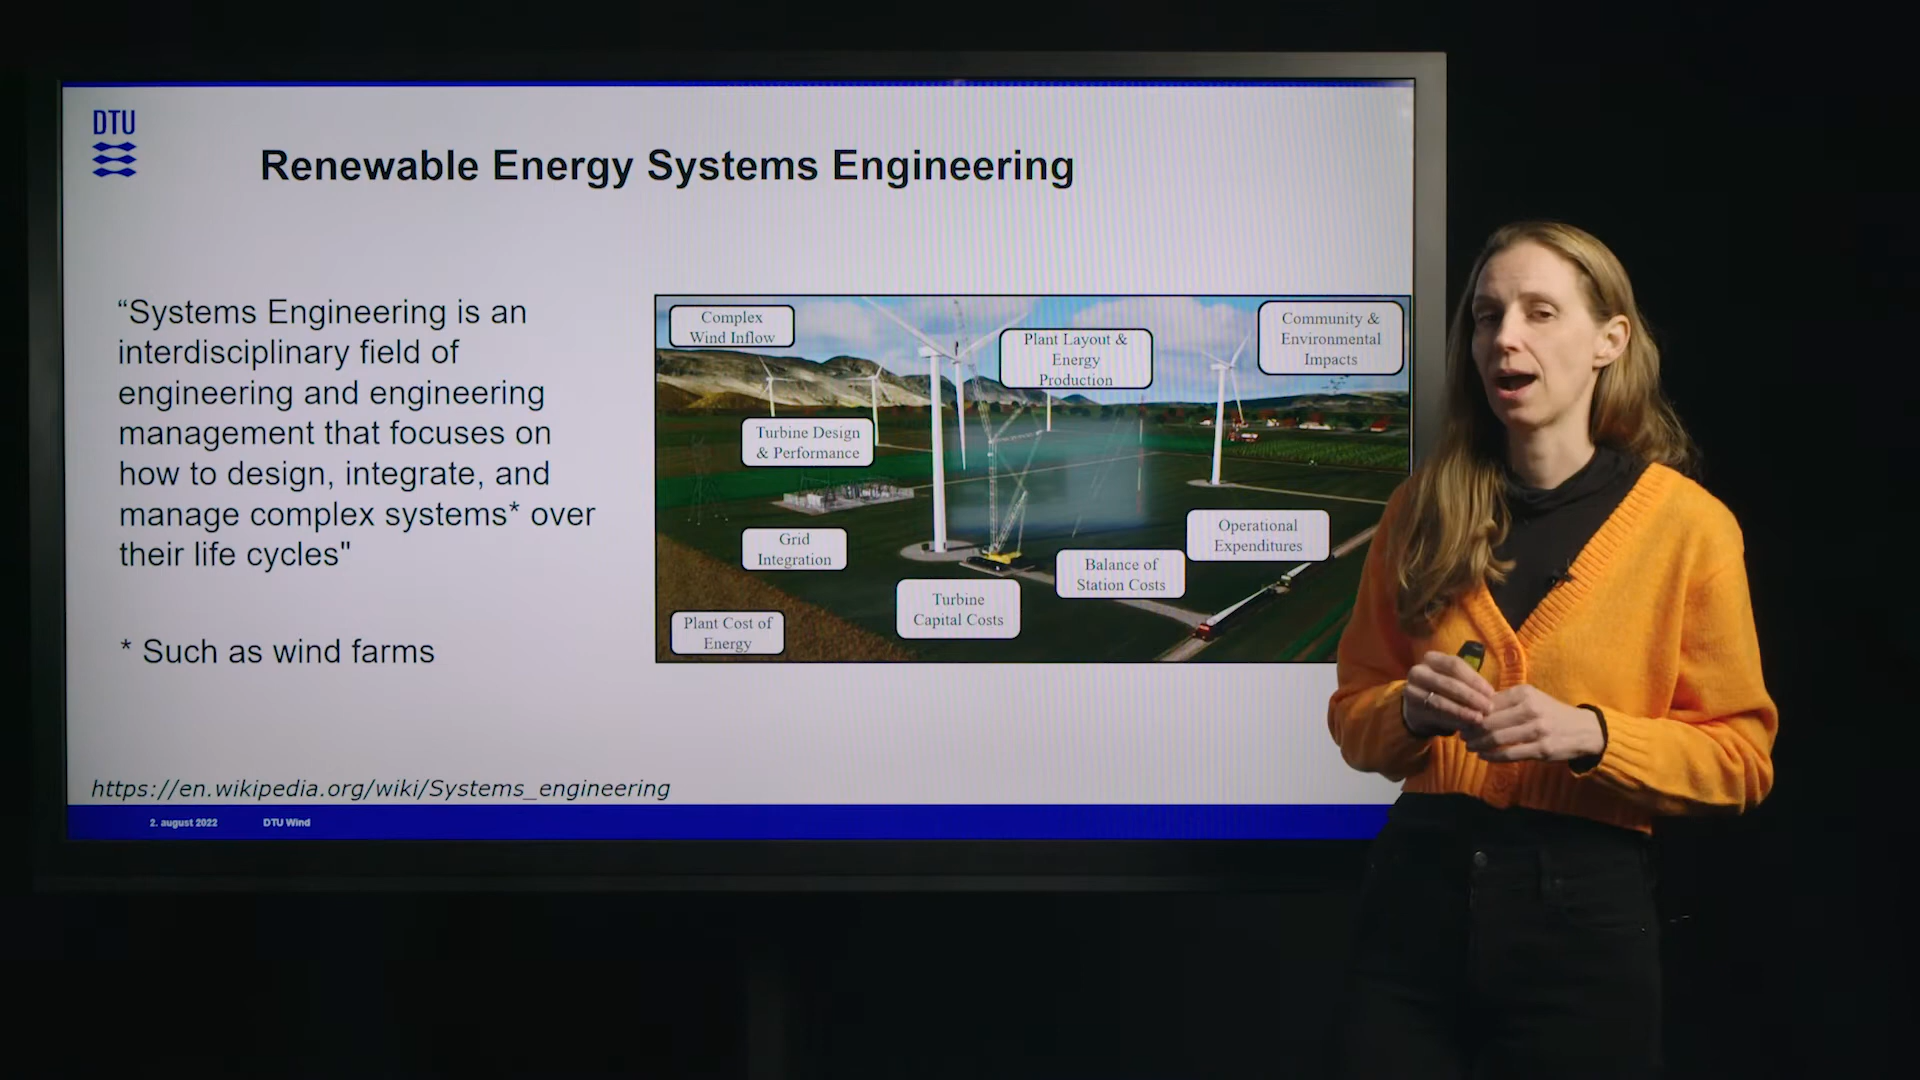 DTU
Renewable Energy Systems Engineering
“Systems Engineering is an
interdisciplinary field of
engineering and engineering
management that focuses on
how to design, integrate, and
manage complex systems* over
their life cycles"
* Such as wind farms
Complex
Wind Inflow
Plant Layout &
Energy
Production
Community &
Environmental
Impacts
Turbine Design
& Performance
Grid
Integration
Operational
Expenditures
Balance of
Station Costs
Turbine
Capital Costs
Plant Cost of
Energy
https://en.wikipedia.org/wiki/Systems_engineering
2. august 2022
DTU Wind